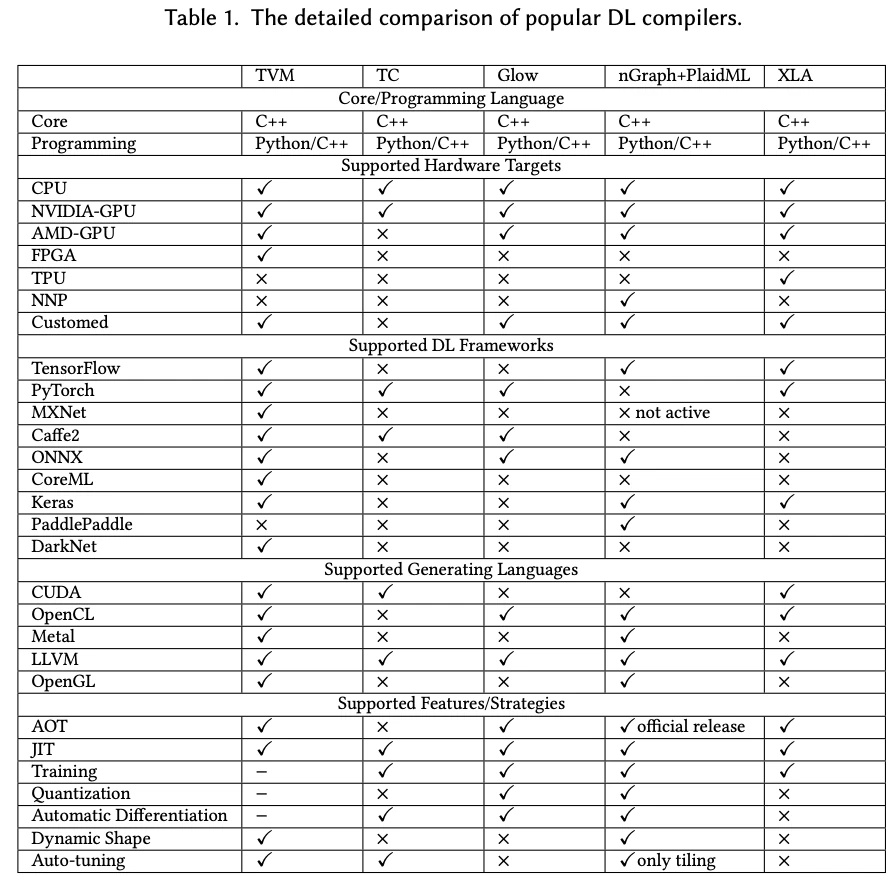 Table 1. The detailed comparison of popular DL compilers.
TVM TC Glow nGraph+PlaidML XLA
Core/Programming Language
Core C++ C++ C++ C++ C++
Programming Python/C++ Python/C++ Python/C++ Python/C++ Python/C++
Supported Hardware Targets
CPU ✓ ✓ ✓ ✓ ✓
NVIDIA-GPU ✓ ✓ ✓ ✓ ✓
AMD-GPU ✓ × ✓ ✓ ✓
FPGA ✓ × × × ×
TPU × × × × ✓
NNP × × × ✓ ×
Customed ✓ × ✓ ✓ ✓
Supported DL Frameworks
TensorFlow ✓ × × ✓ ✓
PyTorch ✓ ✓ ✓ × ✓
MXNet ✓ × × × not active ×
Caffe2 ✓ ✓ ✓ × ×
ONNX ✓ × ✓ ✓ ×
CoreML ✓ × × × ×
Keras ✓ × × ✓ ✓
PaddlePaddle × × × ✓ ×
DarkNet ✓ × × × ×
Supported Generating Languages
CUDA ✓ ✓ × × ✓
OpenCL ✓ × ✓ ✓ ✓
Metal ✓ × × ✓ ×
LLVM ✓ ✓ ✓ ✓ ✓
OpenGL ✓ × × ✓ ×
Supported Features/Strategies
AOT ✓ × ✓ ✓ official release ✓
JIT ✓ ✓ ✓ ✓ ✓
Training – ✓ ✓ ✓ ✓
Quantization – × ✓ ✓ ×
Automatic Differentiation – ✓ ✓ ✓ ×
Dynamic Shape ✓ × × ✓ ×
Auto-tuning ✓ ✓ × ✓ only tiling ×